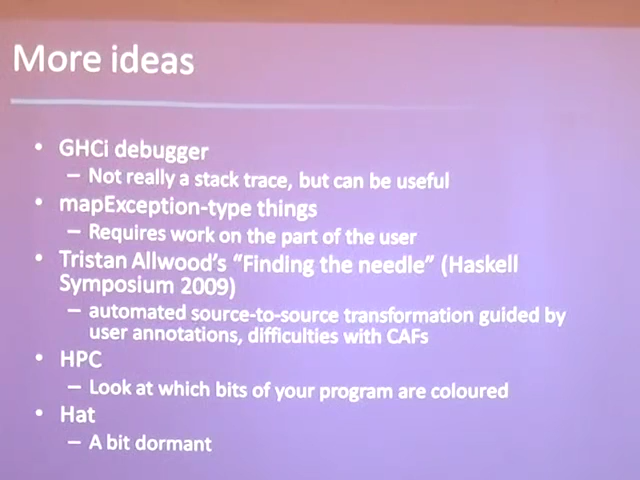 More ideas
• GHCi debugger
– Not really a stack trace, but can be useful
• mapException-type things
– Requires work on the part of the user
• Tristan Allwood's "Finding the needle" (Haskell
Symposium 2009)
– automated source-to-source transformation guided by
user annotations, difficulties with CAFs
• HPC
– Look at which bits of your program are coloured
• Hat
– A bit dormant